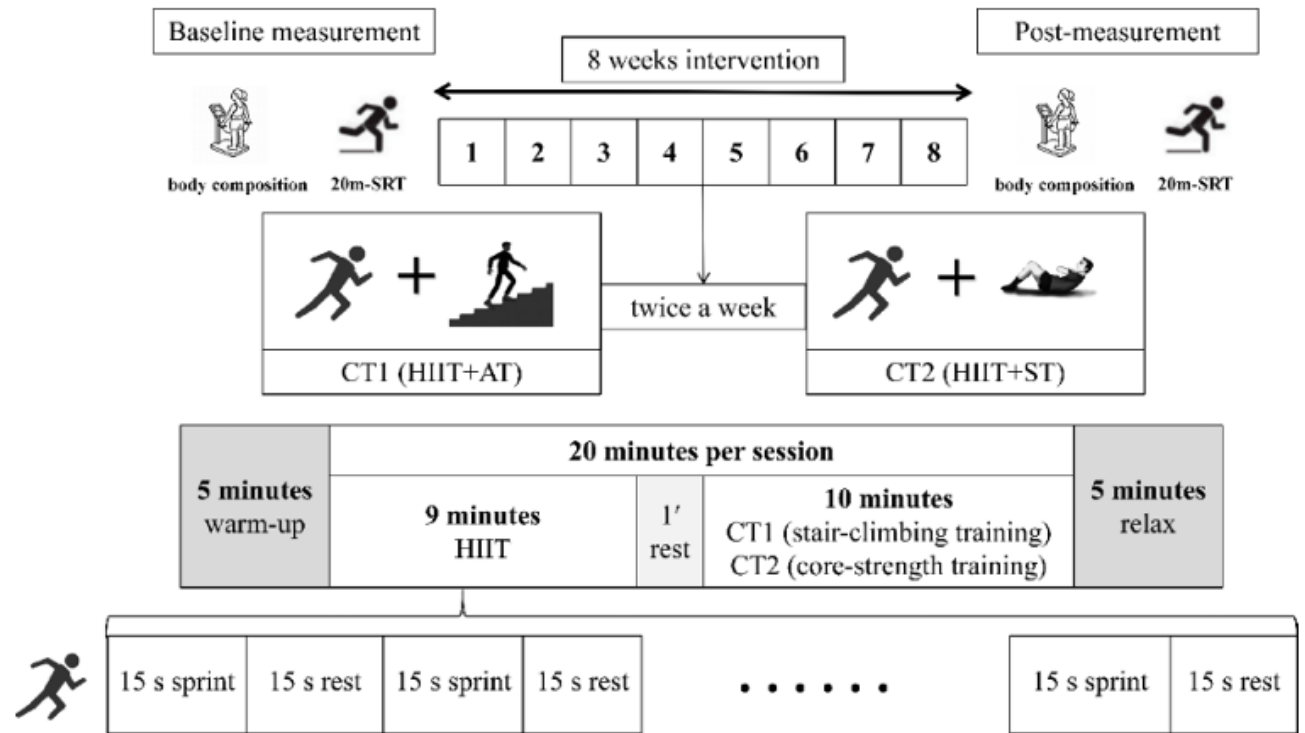 Baseline measurement
8 weeks intervention
Post-measurement
body composition
20m-SRT
1 2 3 4 5 6 7 8
body composition
20m-SRT
twice a week
CT1 (HIIT+AT)
CT2 (HIIT+ST)
5 minutes
warm-up
20 minutes per session
9 minutes
HIIT
1′
rest
10 minutes
CT1 (stair-climbing training)
CT2 (core-strength training)
5 minutes
relax
15 s sprint
15 s rest
15 s sprint
15 s rest
......
15 s sprint
15 s rest